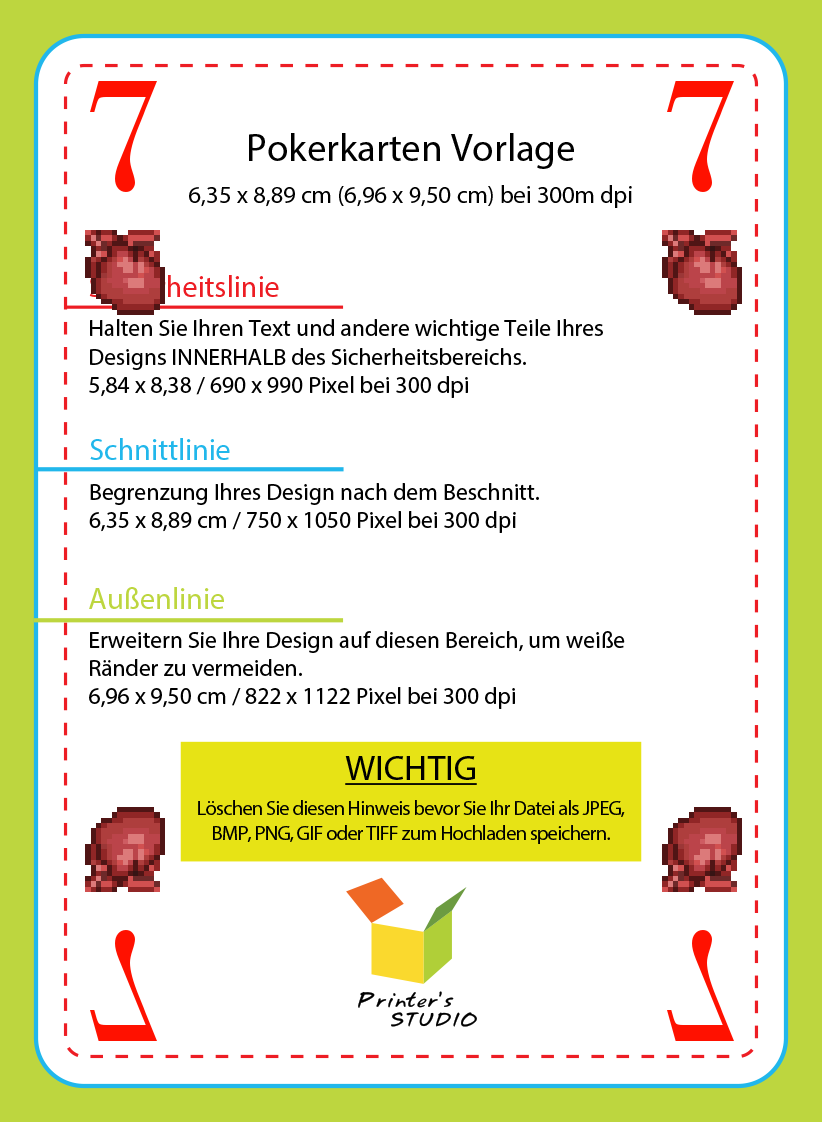 7 7
Pokerkarten Vorlage
6,35 x 8,89 cm (6,96 x 9,50 cm) bei 300m dpi
heitslinie
Halten Sie Ihren Text und andere wichtige Teile Ihres
Designs INNERHALB des Sicherheitsbereichs.
5,84 x 8,38 / 690 x 990 Pixel bei 300 dpi
Schnittlinie
Begrenzung Ihres Design nach dem Beschnitt.
6,35 x 8,89 cm / 750 x 1050 Pixel bei 300 dpi
Außenlinie
Erweitern Sie Ihre Design auf diesen Bereich, um weiße
Ränder zu vermeiden.
6,96 x 9,50 cm / 822 x 1122 Pixel bei 300 dpi
WICHTIG
Löschen Sie diesen Hinweis bevor Sie Ihr Datei als JPEG,
BMP, PNG, GIF oder TIFF zum Hochladen speichern.
Printer's
STUDIO
7 7